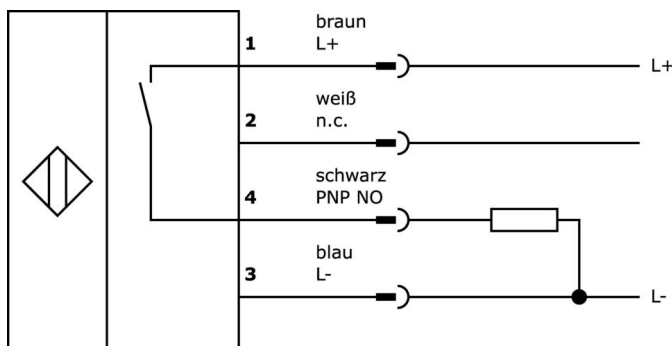 braun
1 L+
L+
weiß
2 n.c.
schwarz
4 PNP NO
blau
3 L-
L-